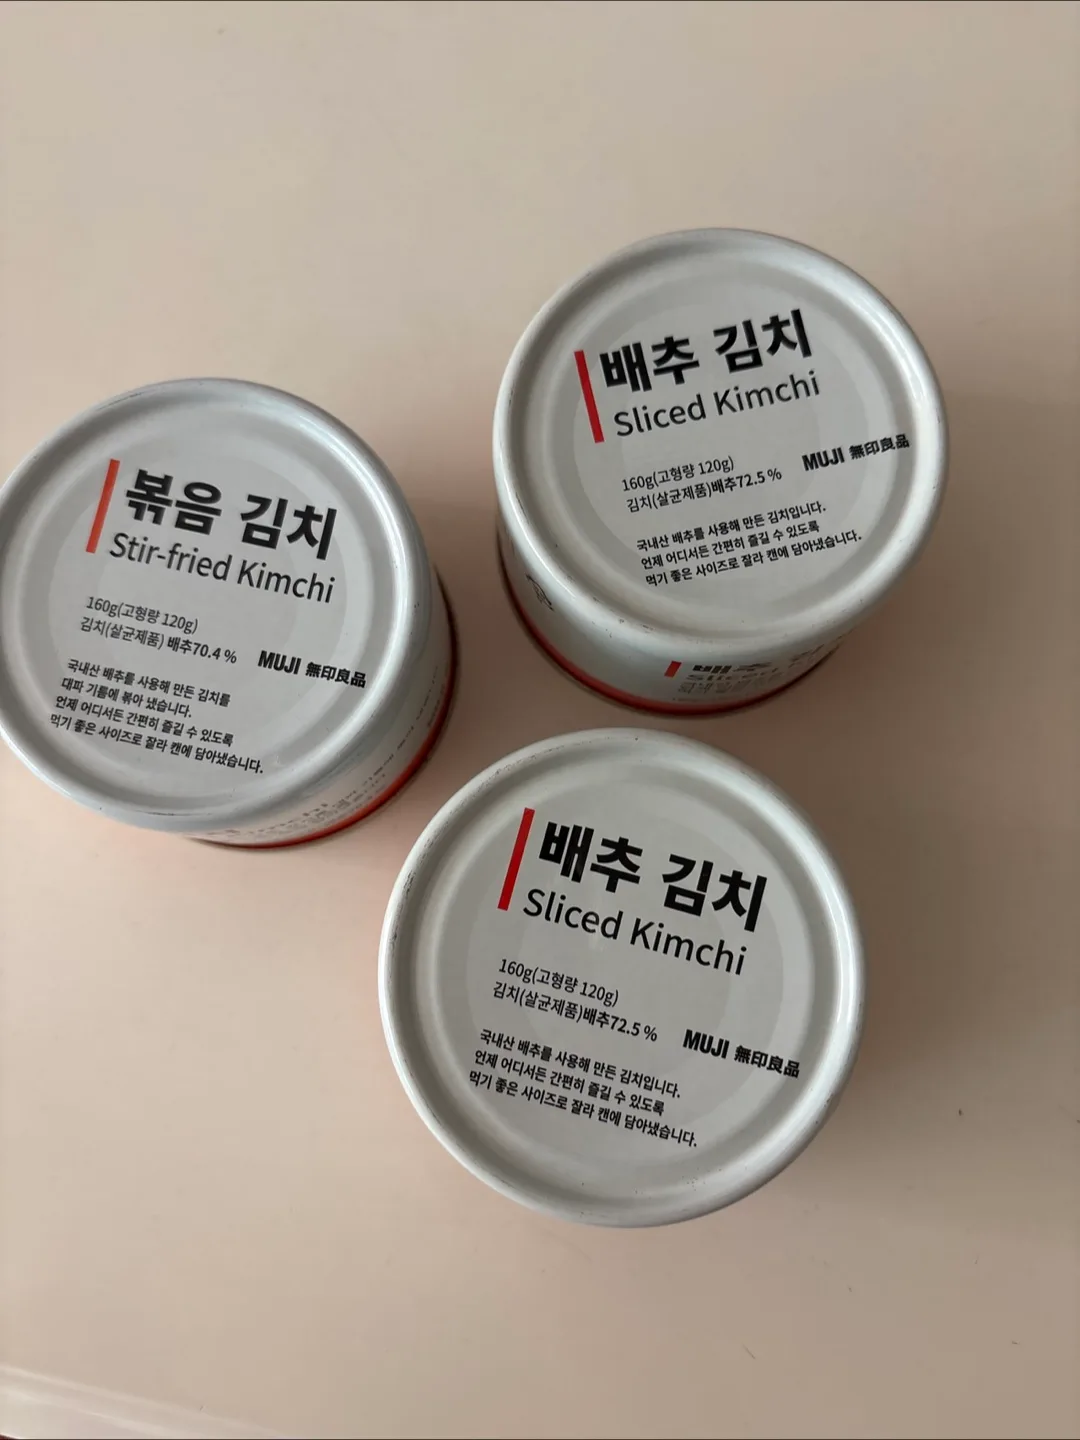 배추 김치
Sliced Kimchi
160g(고형량 120g)
김치(살균제품)배추72.5 %
MUJI 無印良品
국내산 배추를 사용해 만든 김치입니다.
언제 어디서든 간편히 즐길 수 있도록
먹기 좋은 사이즈로 잘라 캔에 담아냈습니다.
배추
Sliced
볶음 김치
Stir-fried Kimchi
160g(고형량 120g)
김치(살균제품) 배추70.4 %
MUJI 無印良品
국내산 배추를 사용해 만든 김치를
대파 기름에 볶아 냈습니다.
언제 어디서든 간편히 즐길 수 있도록
먹기 좋은 사이즈로 잘라 캔에 담아냈습니다.
배추 김치
Sliced Kimchi
160g(고형량 120g)
김치(살균제품)배추72.5 %
MUJI 無印良品
국내산 배추를 사용해 만든 김치입니다.
언제 어디서든 간편히 즐길 수 있도록
먹기 좋은 사이즈로 잘라 캔에 담아냈습니다.